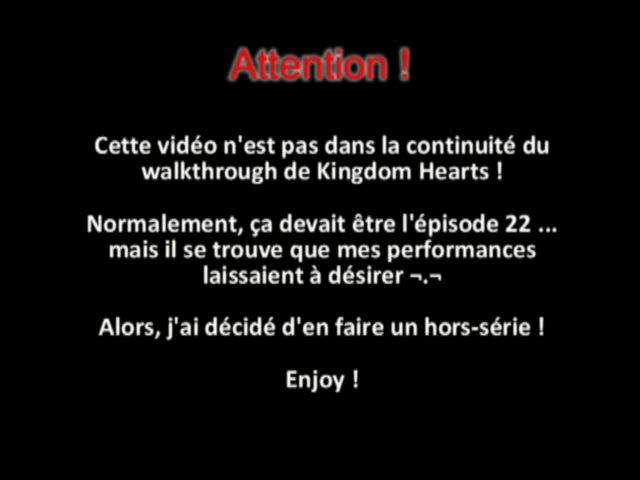 Attention !
Cette vidéo n'est pas dans la continuité du
walkthrough de Kingdom Hearts !
Normalement, ça devait être l'épisode 22 ...
mais il se trouve que mes performances
laissaient à désirer ¬.¬
Alors, j'ai décidé d'en faire un hors-série !
Enjoy !